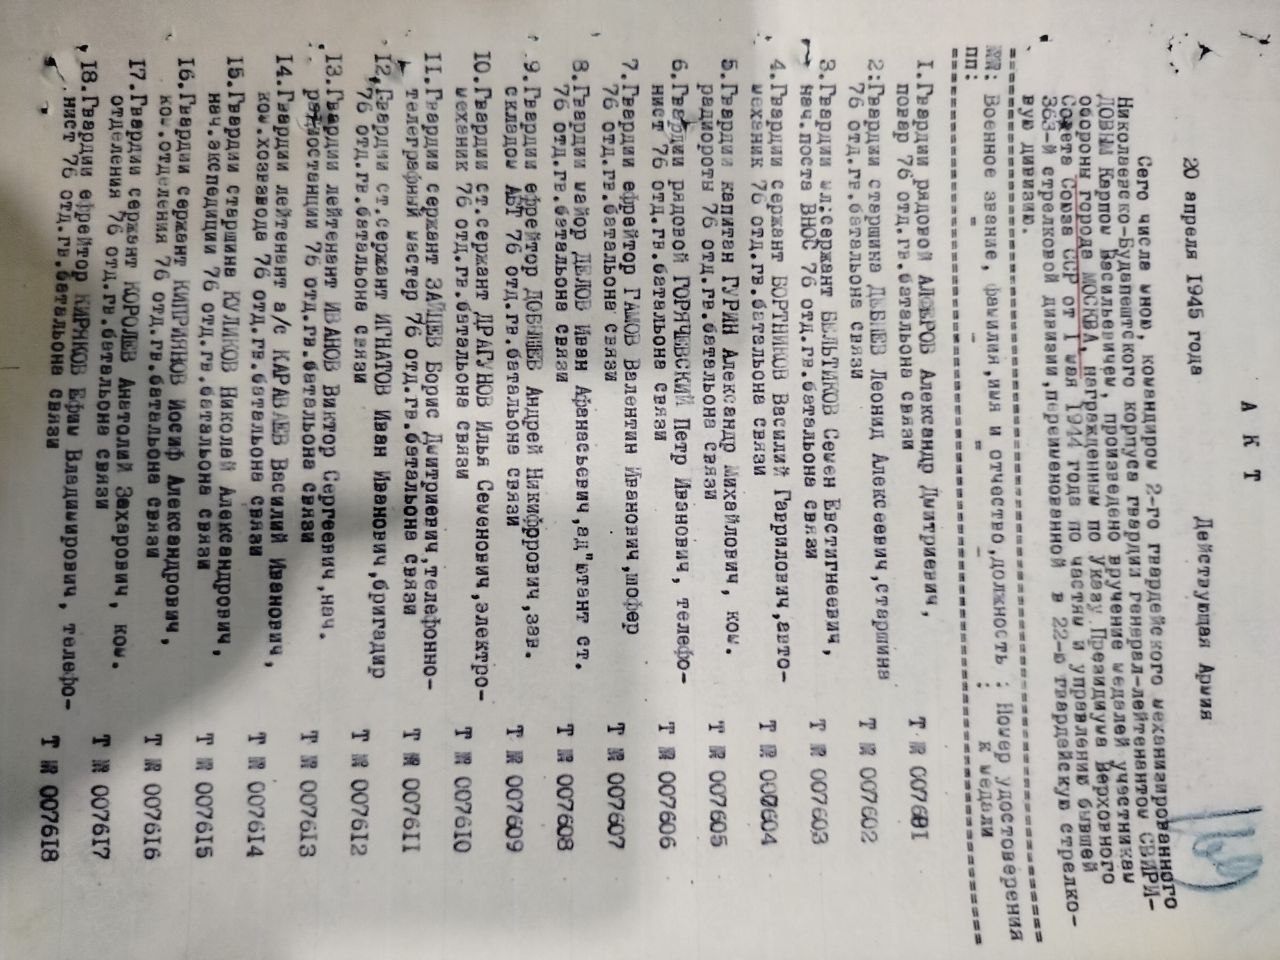 А К Т
20 апреля 1945 года Действующая Армия
Сего числа мною, командиром 2-го гвардейского механизированного
Николаевско-Будапештского корпуса гвардии генерал-лейтенантом СВИРИ-
ДОВЫМ Карпом Васильевичем, произведено вручение медалей участникам
обороны города МОСКВА, награжденным по Указу Президиума Верховного
Совета Союза ССР от 1 мая 1944 года по частям и управлению бывшей
363-й стрелковой дивизии, переименованной в 22-ю гвардейскую стрелко-
вую дивизию.
№№: Военное звание, фамилия, имя и отчество, должность : Номер удостоверения
пп: : к медали
1. Гвардии рядовой Александр Дмитриевич, Т № 007601
повар 76 отд.гв.батальона связи
2. Гвардии старшина Леонид Алексеевич, старшина Т № 007602
76 отд.гв.батальона связи
3. Гвардии мл.сержант БЕЛЬТИКОВ Семен Евстигнеевич, Т № 007603
нач.поста ВНОС 76 отд.гв.батальона связи
4. Гвардии сержант БОРТНИКОВ Василий Гаврилович, авто- Т № 007604
механик 76 отд.гв.батальона связи
5. Гвардии капитан ГУРИН Александр Михайлович, ком. Т № 007605
радиороты 76 отд.гв.батальона связи
6. Гвардии рядовой ГОРЯЧЕВСКИЙ Петр Иванович, телефо- Т № 007606
нист 76 отд.гв.батальона связи
7. Гвардии ефрейтор ГАМОВ Валентин Иванович, шофер Т № 007607
76 отд.гв.батальона связи
8. Гвардии майор ДЕЛОВ Иван Афанасьевич, ад"ютант ст. Т № 007608
76 отд.гв.батальона связи
9. Гвардии ефрейтор ДОБЫШЕВ Андрей Никифорович, зав. Т № 007609
складом АБТ 76 отд.гв.батальона связи
10. Гвардии ст.сержант ДРАГУНОВ Илья Семенович, электро- Т № 007610
механик 76 отд.гв.батальона связи
11. Гвардии сержант ЗАЙЦЕВ Борис Дмитриевич, телефонно- Т № 007611
телеграфный мастер 76 отд.гв.батальона связи
12. Гвардии ст.сержант ИГНАТОВ Иван Иванович, бригадир Т № 007612
76 отд.гв.батальона связи
13. Гвардии лейтенант ИВАНОВ Виктор Сергеевич, нач. Т № 007613
радиостанции 76 отд.гв.батальона связи
14. Гвардии лейтенант а/с КАРАВАЕВ Василий Иванович, Т № 007614
ком.хозвзвода 76 отд.гв.батальона связи
15. Гвардии старшина КУЛИКОВ Николай Александрович, Т № 007615
нач.экспедиции 76 отд.гв.батальона связи
16. Гвардии сержант КИПРИЯНОВ Иосиф Александрович, Т № 007616
ком.отделения 76 отд.гв.батальона связи
17. Гвардии сержант КОРОЛЕВ Анатолий Захарович, ком. Т № 007617
отделения 76 отд.гв.батальона связи
18. Гвардии ефрейтор КИРЯКОВ Ефим Владимирович, телефо- Т № 007618
нист 76 отд.гв.батальона связи